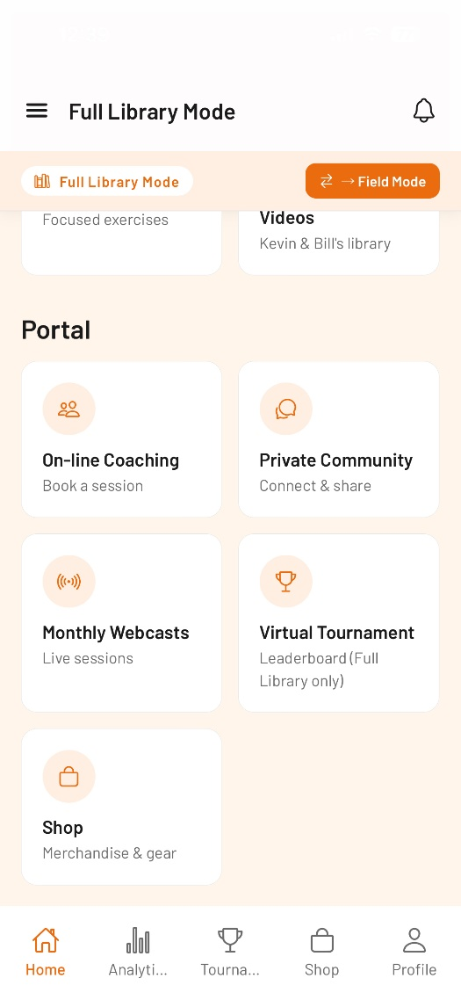 Full Library Mode
Full Library Mode
→ Field Mode
Focused exercises
Videos
Kevin & Bill's library
Portal
On-line Coaching
Book a session
Private Community
Connect & share
Monthly Webcasts
Live sessions
Virtual Tournament
Leaderboard (Full
Library only)
Shop
Merchandise & gear
Home
Analyti...
Tourna...
Shop
Profile